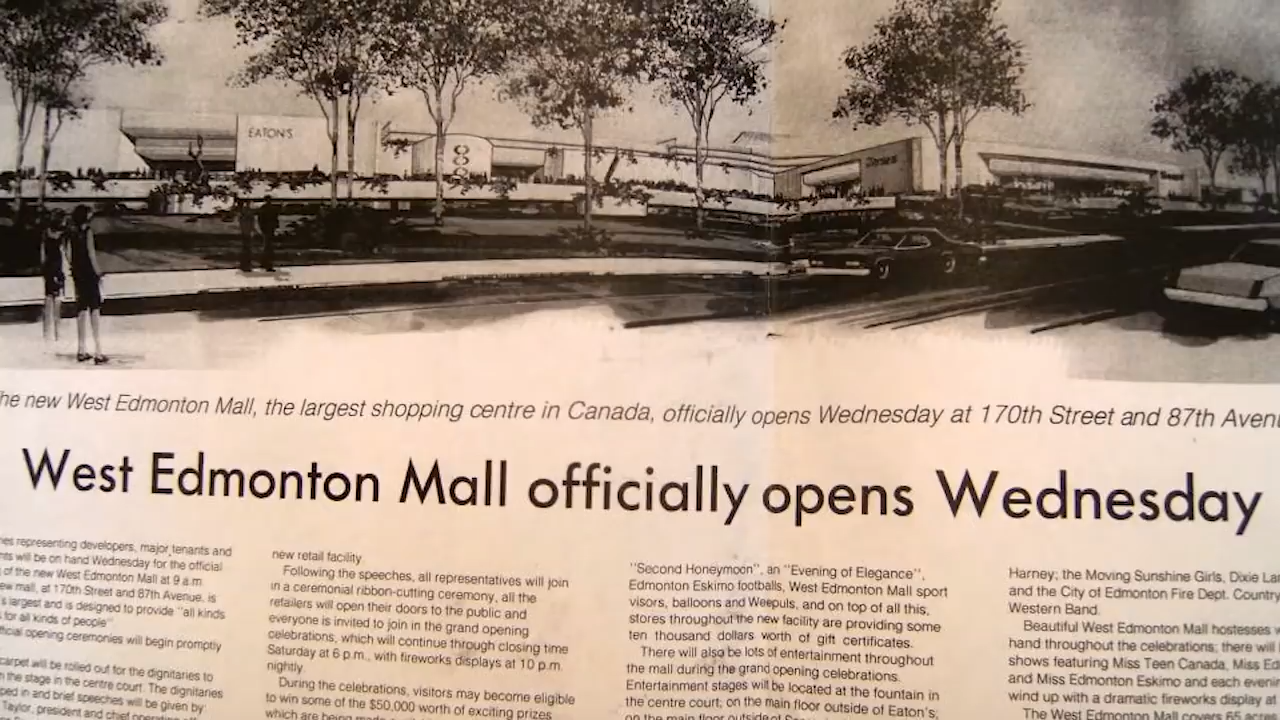 EATON'S
The new West Edmonton Mall, the largest shopping centre in Canada, officially opens Wednesday at 170th Street and 87th Aven
West Edmonton Mall officially opens Wednesday
representing developers, major tenants and
will be on hand Wednesday for the official
of the new West Edmonton Mall at 9 a.m.
mall, at 170th Street and 87th Avenue, is
largest and is designed to provide "all kinds
for all kinds of people"
official opening ceremonies will begin promptly
carpet will be rolled out for the dignitaries to
the stage in the centre court. The dignitaries
in and brief speeches will be given by
Taylor, president and chief operating
new retail facility.
Following the speeches, all representatives will join
in a ceremonial ribbon-cutting ceremony, all the
retailers will open their doors to the public and
everyone is invited to join in the grand opening
celebrations, which will continue through closing time
Saturday at 6 p.m., with fireworks displays at 10 p.m.
nightly.
During the celebrations, visitors may become eligible
to win some of the $50,000 worth of exciting prizes
which are being
"Second Honeymoon", an "Evening of Elegance",
Edmonton Eskimo footballs, West Edmonton Mall sport
visors, balloons and Weepuls, and on top of all this,
stores throughout the new facility are providing some
ten thousand dollars worth of gift certificates.
There will also be lots of entertainment throughout
the mall during the grand opening celebrations.
Entertainment stages will be located at the fountain in
the centre court; on the main floor outside of Eaton's;
on the main floor outside of
Harney; the Moving Sunshine Girls, Dixie
and the City of Edmonton Fire Dept. Country
Western Band.
Beautiful West Edmonton Mall hostesses
hand throughout the celebrations; there will
shows featuring Miss Teen Canada, Miss
and Miss Edmonton Eskimo and each
wind up with a dramatic fireworks display at
The West Edmonton Mall 65